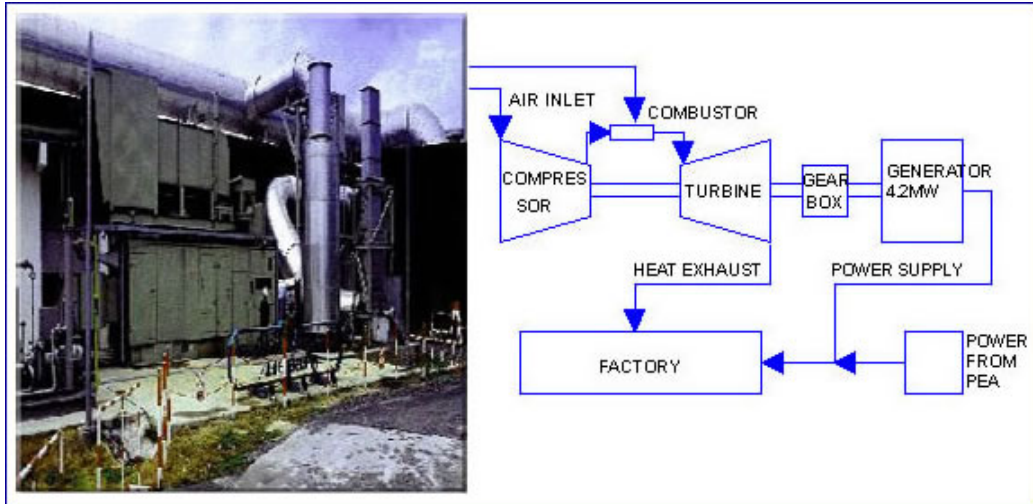 AIR INLET
COMBUSTOR
COMPRES
SOR
TURBINE
GEAR
BOX
GENERATOR
4.2MW
HEAT EXHAUST
POWER SUPPLY
FACTORY
POWER
FROM
PEA